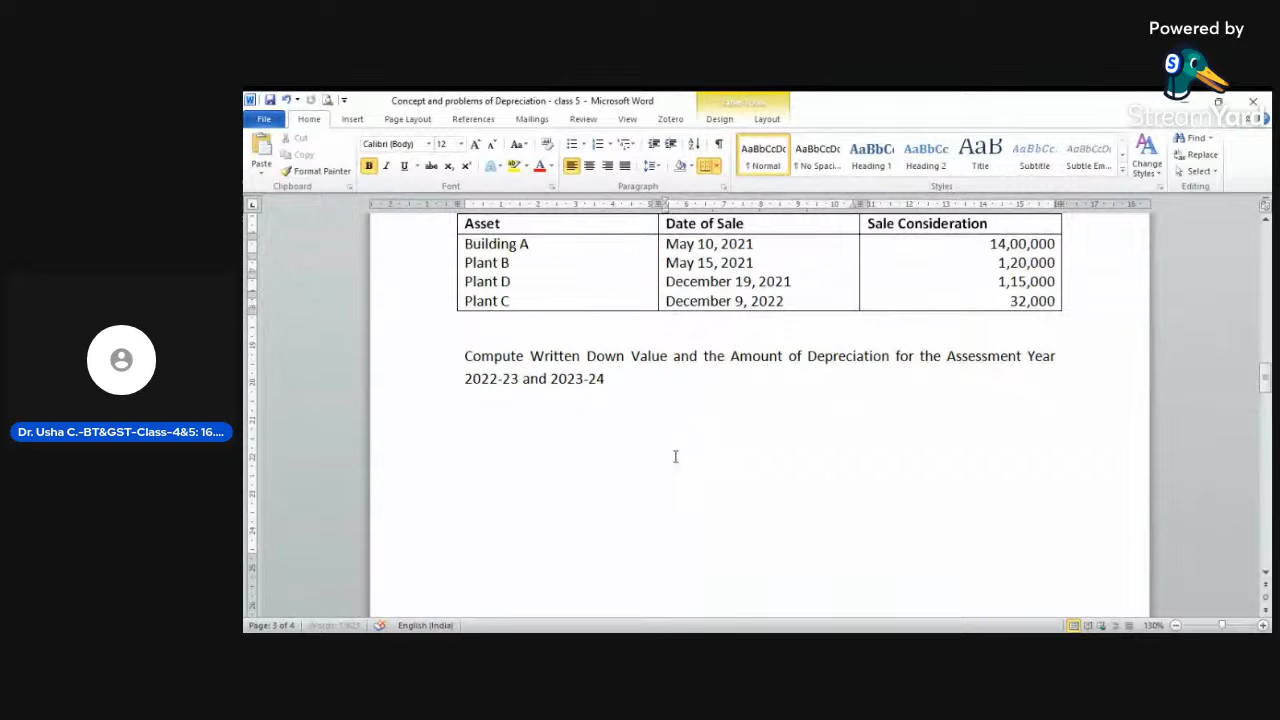 Powered by
S
StreamYard
Concept and problems of Depreciation - class 5 - Microsoft Word
File Home Insert Page Layout References Mailings Review View Zotero Design Layout
Cut
Copy
Paste
Format Painter
Calibri (Body) 12
AaBbCcDc AaBbCcDc AaBbC AaBbCc AaB AaBbCc. AaBbCcDi
¶ Normal ¶ No Spaci... Heading 1 Heading 2 Title Subtitle Subtle Em...
Change Styles
Find
Replace
Select
Clipboard Font Paragraph Styles Editing
Asset Date of Sale Sale Consideration
Building A May 10, 2021 14,00,000
Plant B May 15, 2021 1,20,000
Plant D December 19, 2021 1,15,000
Plant C December 9, 2022 32,000
Compute Written Down Value and the Amount of Depreciation for the Assessment Year
2022-23 and 2023-24
Dr. Usha C.-BT&GST-Class-4&5: 16....
Page: 3 of 4 English (India) 130%